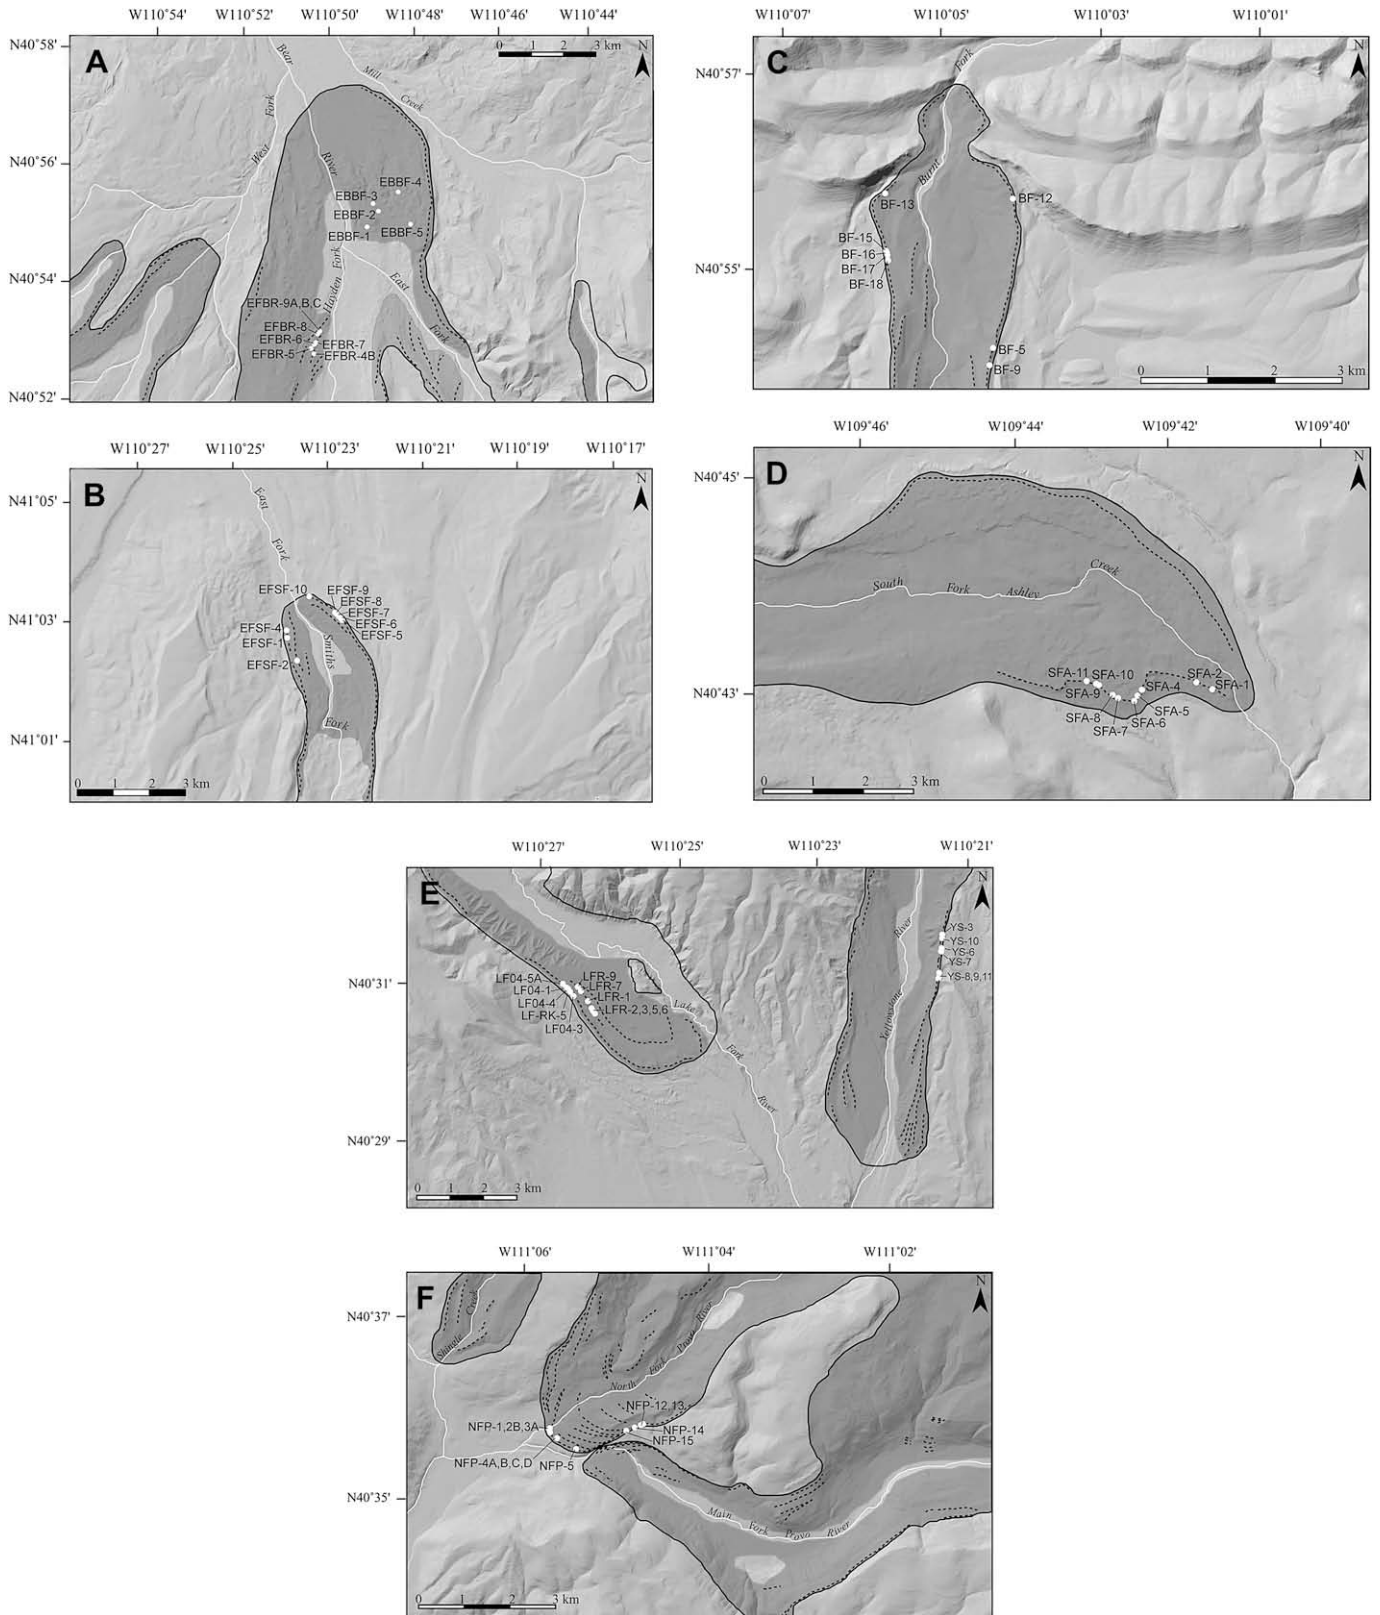 W110°54' W110°52' W110°50' W110°48' W110°46' W110°44'
N40°58'
N40°56'
N40°54'
N40°52'
A
0 1 2 3 km
N
Bear
River
West Fork
Mill Creek
Hayden Fork
East Fork
EBBF-4
EBBF-3
EBBF-2
EBBF-1
EBBF-5
EFBR-9A,B,C
EFBR-8
EFBR-6
EFBR-7
EFBR-5
EFBR-4B
W110°07' W110°05' W110°03' W110°01'
N40°57'
N40°55'
C
N
Burnt Fork
BF-13
BF-12
BF-15
BF-16
BF-17
BF-18
BF-5
BF-9
0 1 2 3 km
W110°27' W110°25' W110°23' W110°21' W110°19' W110°17'
N41°05'
N41°03'
N41°01'
B
N
East Fork
Smiths
Fork
EFSF-10
EFSF-9
EFSF-8
EFSF-7
EFSF-6
EFSF-5
EFSF-4
EFSF-1
EFSF-2
0 1 2 3 km
W109°46' W109°44' W109°42' W109°40'
N40°45'
N40°43'
D
N
South Fork Ashley Creek
SFA-11
SFA-10
SFA-9
SFA-8
SFA-7
SFA-6
SFA-5
SFA-4
SFA-2
SFA-1
0 1 2 3 km
W110°27' W110°25' W110°23' W110°21'
N40°31'
N40°29'
E
N
LF04-5A
LF04-1
LF04-4
LF-RK-5
LF04-3
LFR-9
LFR-7
LFR-1
LFR-2,3,5,6
Lake Fork River
Yellowstone River
YS-3
YS-10
YS-6
YS-7
YS-8,9,11
0 1 2 3 km
W111°06' W111°04' W111°02'
N40°37'
N40°35'
F
N
Shingle Creek
North Fork Provo River
NFP-12,13
NFP-14
NFP-15
NFP-1,2B,3A
NFP-4A,B,C,D
NFP-5
Main Fork Provo River
0 1 2 3 km